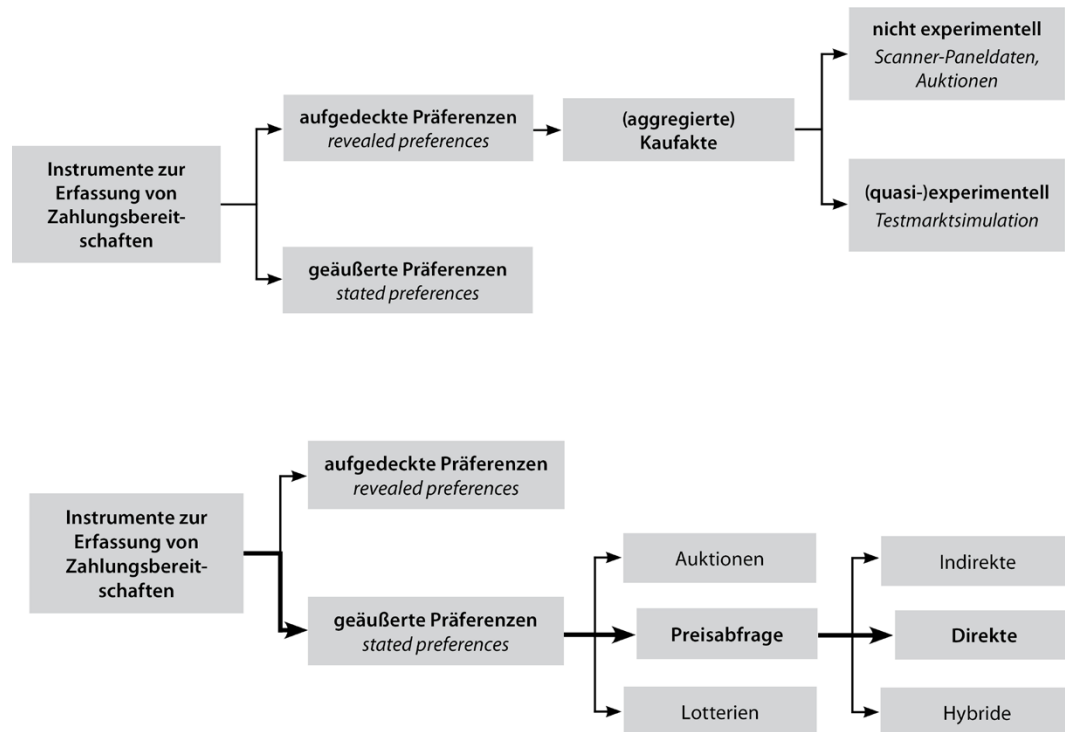 nicht experimentell
Scanner-Paneldaten,
Auktionen
aufgedeckte Präferenzen
revealed preferences
(aggregierte)
Kaufakte
Instrumente zur
Erfassung von
Zahlungsbereit-
schaften
(quasi-)experimentell
Testmarktsimulation
geäußerte Präferenzen
stated preferences
aufgedeckte Präferenzen
revealed preferences
Instrumente zur
Erfassung von
Zahlungsbereit-
schaften
Auktionen
Indirekte
geäußerte Präferenzen
stated preferences
Preisabfrage
Direkte
Lotterien
Hybride